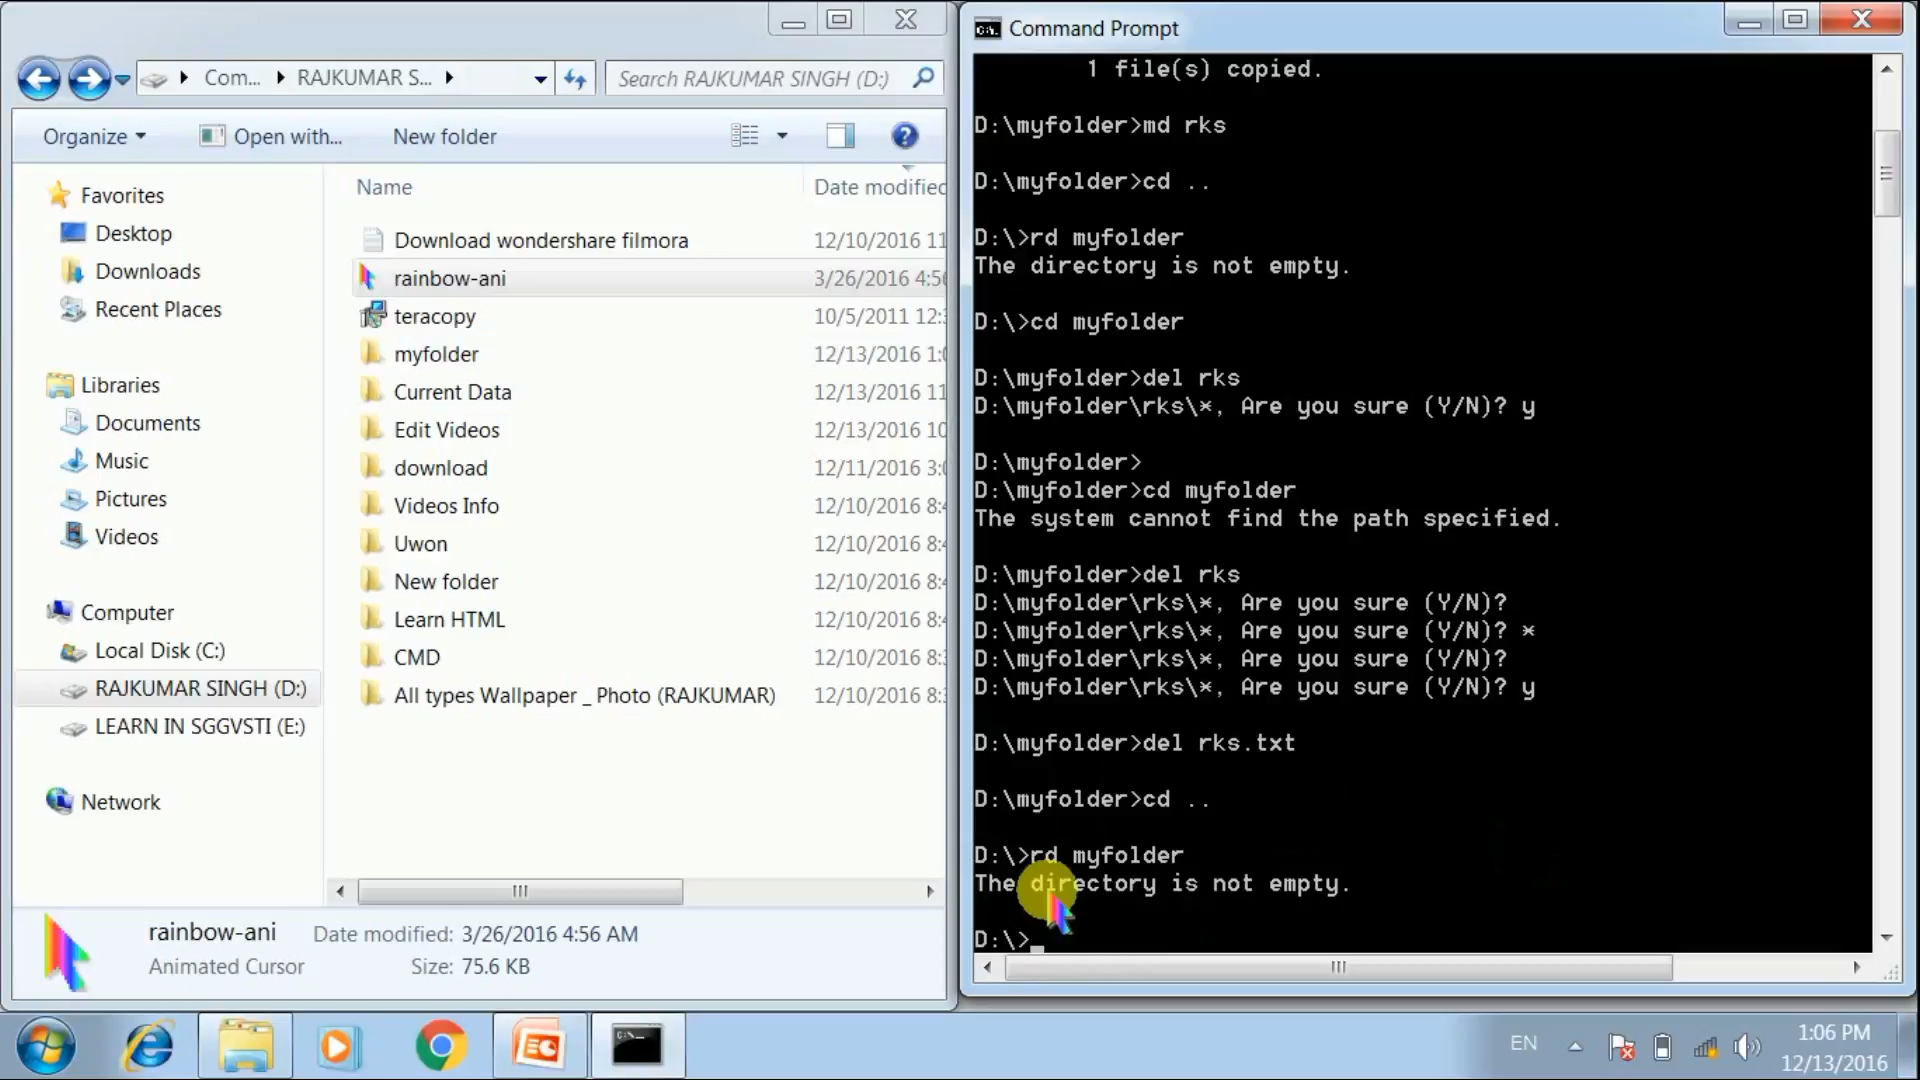 Com...
RAJKUMAR S...
Search RAJKUMAR SINGH (D:)
Organize
Open with...
New folder
Favorites
Desktop
Downloads
Recent Places
Libraries
Documents
Music
Pictures
Videos
Computer
Local Disk (C:)
RAJKUMAR SINGH (D:)
LEARN IN SGGVSTI (E:)
Network
Name Date modified
Download wondershare filmora 12/10/2016 11
rainbow-ani 3/26/2016 4:56
teracopy 10/5/2011 12:3
myfolder 12/13/2016 1:0
Current Data 12/13/2016 11
Edit Videos 12/13/2016 10
download 12/11/2016 3:0
Videos Info 12/10/2016 8:4
Uwon 12/10/2016 8:4
New folder 12/10/2016 8:4
Learn HTML 12/10/2016 8:4
CMD 12/10/2016 8:3
All types Wallpaper _ Photo (RAJKUMAR) 12/10/2016 8:3
rainbow-ani Date modified: 3/26/2016 4:56 AM
Animated Cursor Size: 75.6 KB
Command Prompt
1 file(s) copied.
D:\myfolder>md rks
D:\myfolder>cd ..
D:\>rd myfolder
The directory is not empty.
D:\>cd myfolder
D:\myfolder>del rks
D:\myfolder\rks\*, Are you sure (Y/N)? y
D:\myfolder>
D:\myfolder>cd myfolder
The system cannot find the path specified.
D:\myfolder>del rks
D:\myfolder\rks\*, Are you sure (Y/N)?
D:\myfolder\rks\*, Are you sure (Y/N)? *
D:\myfolder\rks\*, Are you sure (Y/N)?
D:\myfolder\rks\*, Are you sure (Y/N)? y
D:\myfolder>del rks.txt
D:\myfolder>cd ..
D:\>rd myfolder
The directory is not empty.
D:\>_
EN
1:06 PM
12/13/2016